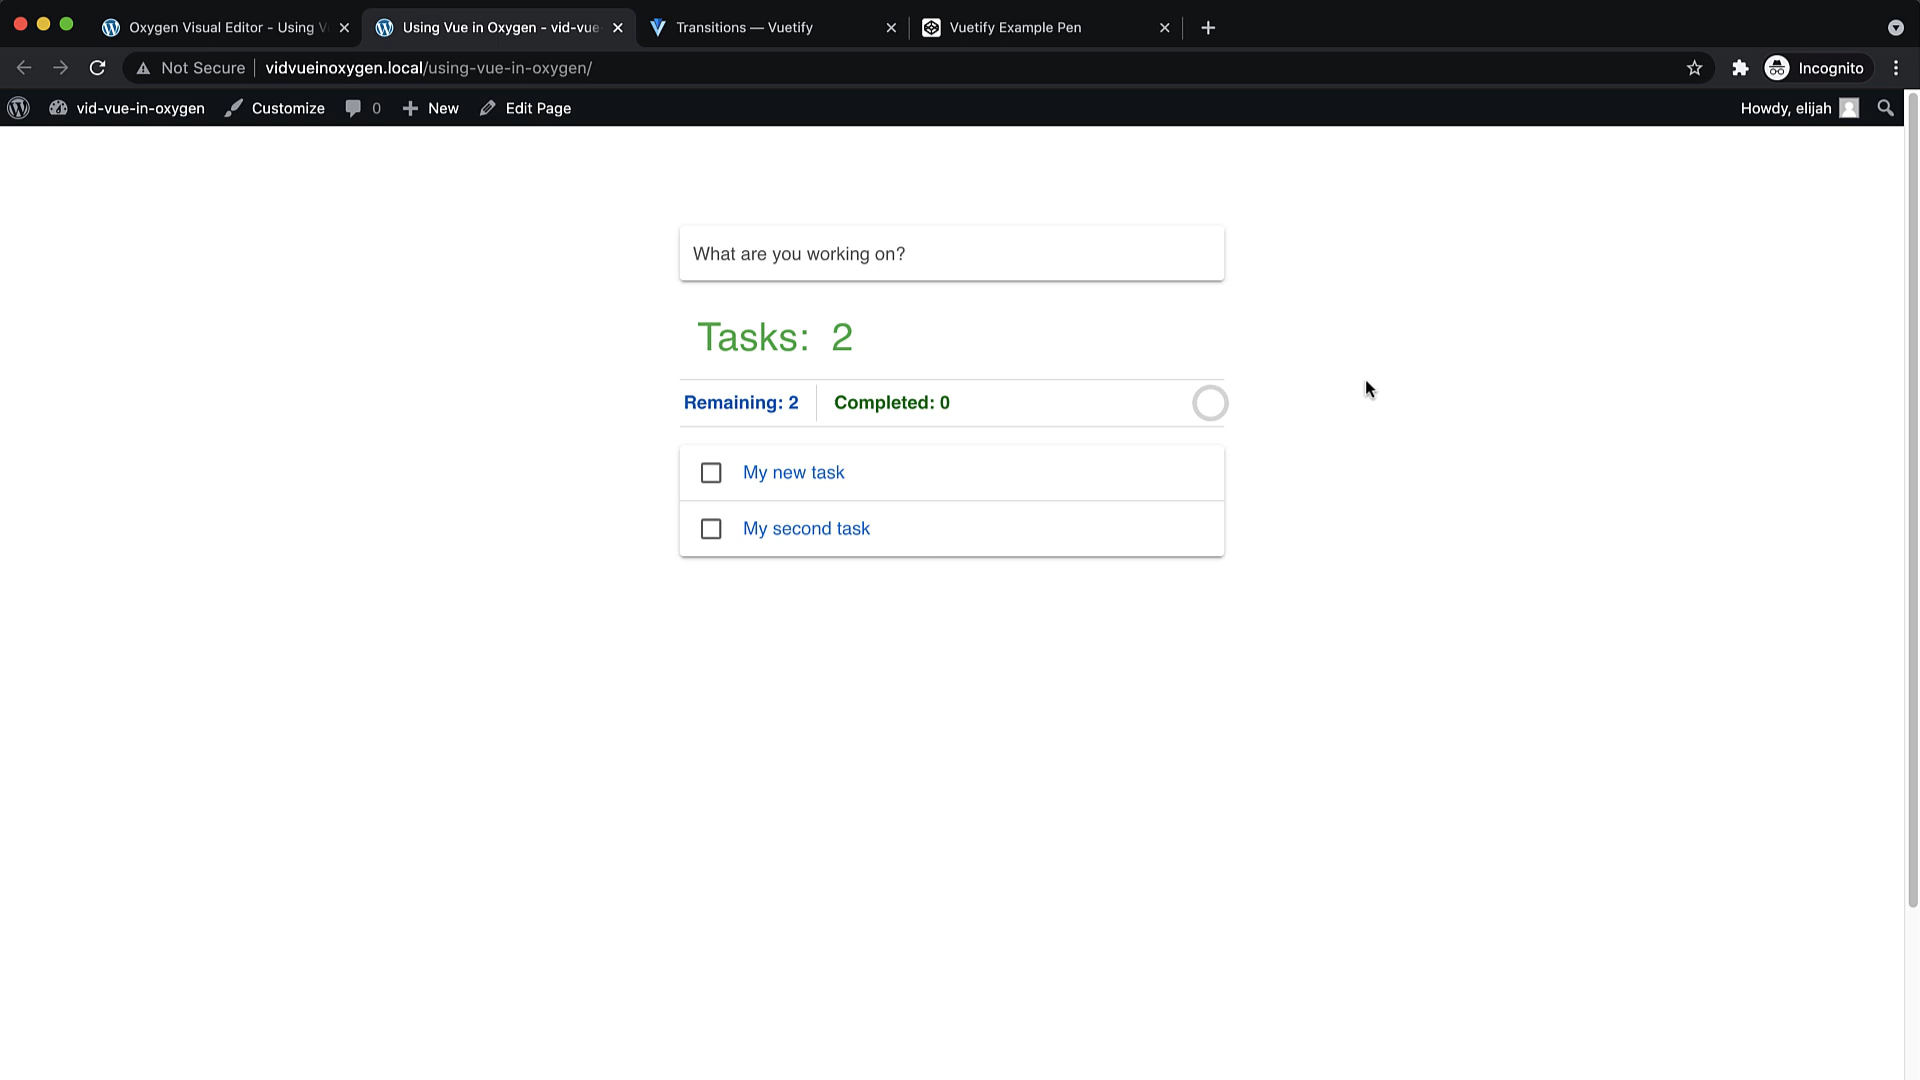 Oxygen Visual Editor - Using V
Using Vue in Oxygen - vid-vue
Transitions — Vuetify
Vuetify Example Pen
Not Secure
vidvueinoxygen.local/using-vue-in-oxygen/
Incognito
vid-vue-in-oxygen
Customize
0
New
Edit Page
Howdy, elijah
What are you working on?
Tasks: 2
Remaining: 2
Completed: 0
My new task
My second task